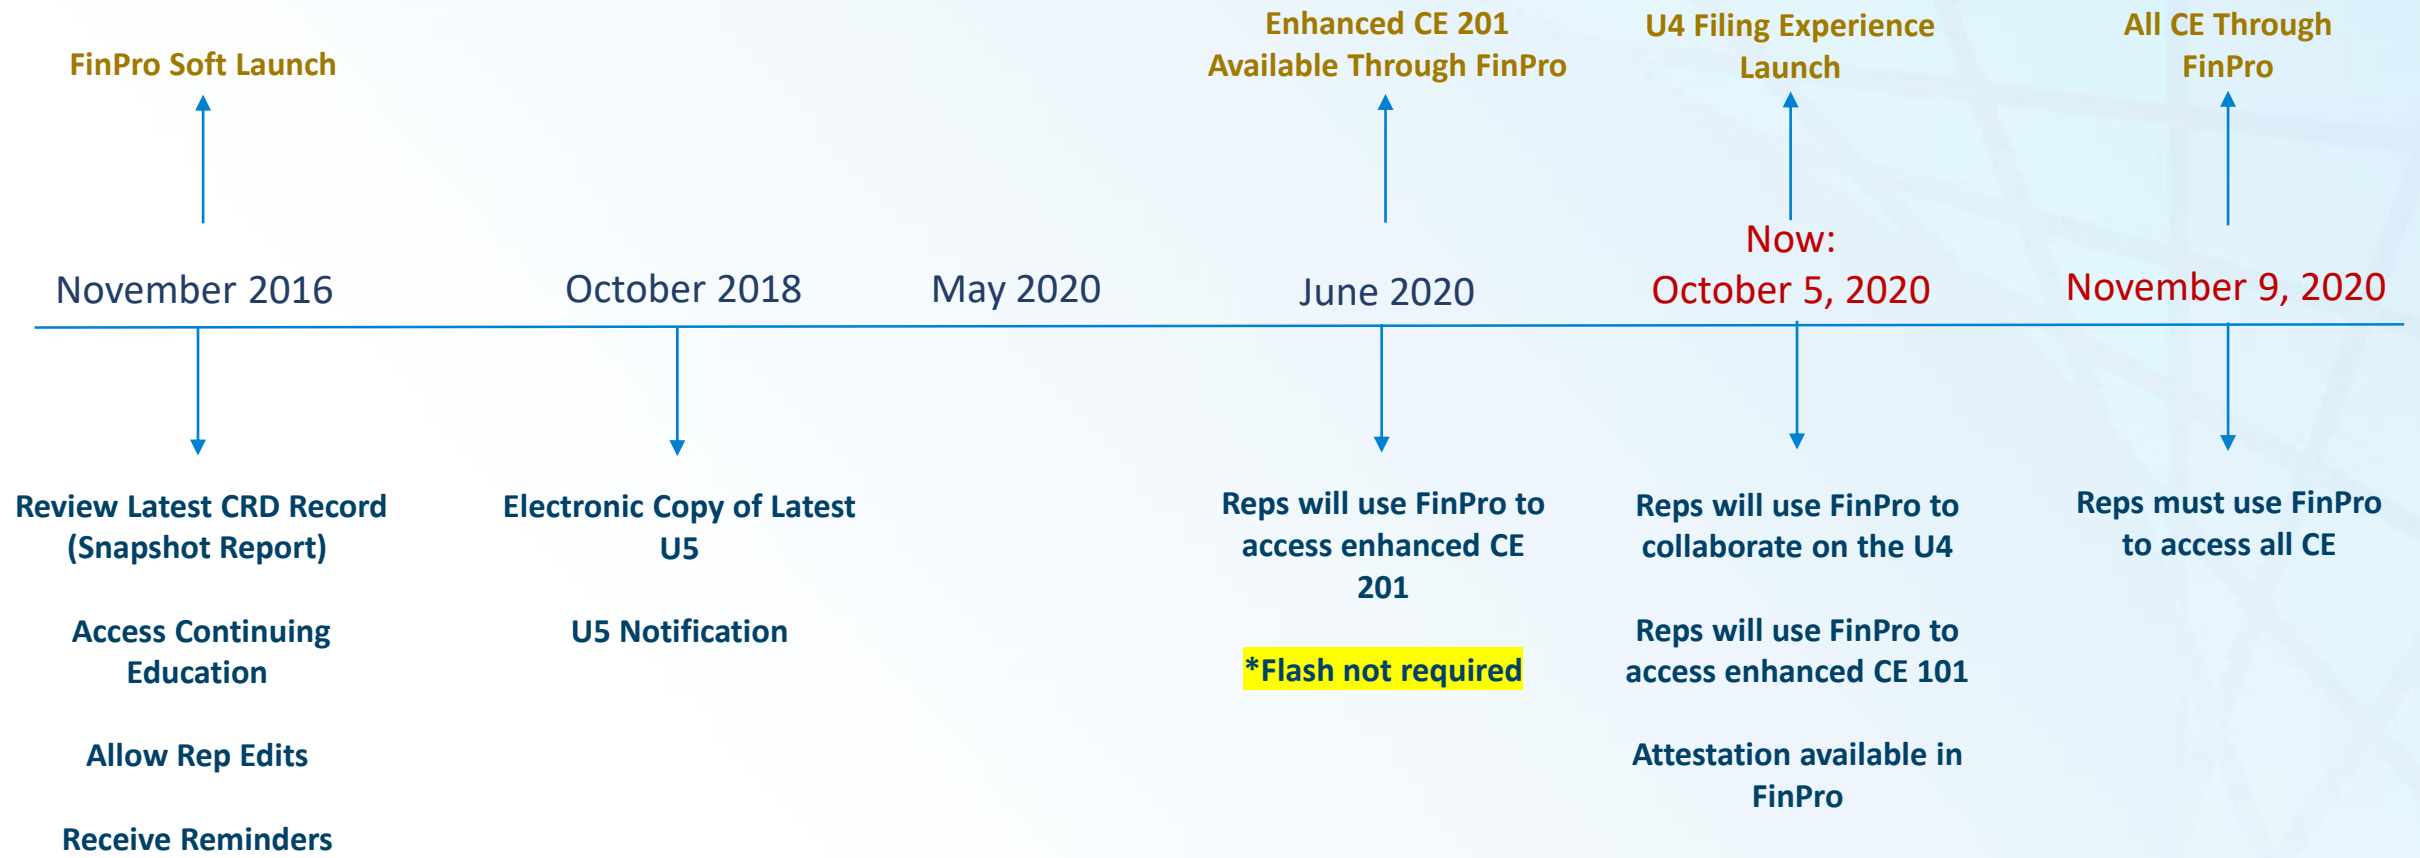 FinPro Soft Launch
Enhanced CE 201
Available Through FinPro
U4 Filing Experience
Launch
All CE Through
FinPro
November 2016
October 2018
May 2020
June 2020
Now:
October 5, 2020
November 9, 2020
Review Latest CRD Record
(Snapshot Report)
Access Continuing
Education
Allow Rep Edits
Receive Reminders
Electronic Copy of Latest
U5
U5 Notification
Reps will use FinPro to
access enhanced CE
201
*Flash not required
Reps will use FinPro to
collaborate on the U4
Reps will use FinPro to
access enhanced CE 101
Attestation available in
FinPro
Reps must use FinPro
to access all CE